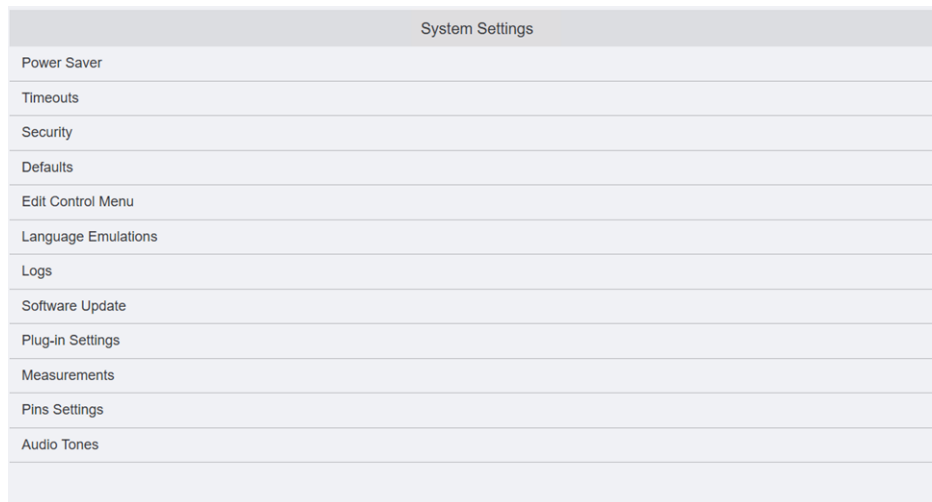 System Settings
Power Saver
Timeouts
Security
Defaults
Edit Control Menu
Language Emulations
Logs
Software Update
Plug-in Settings
Measurements
Pins Settings
Audio Tones